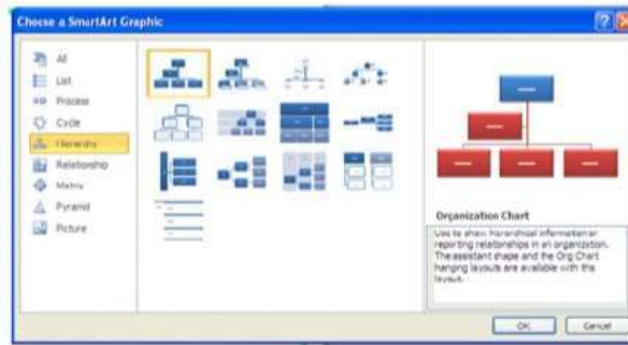 Choose a SmartArt Graphic
All
List
Process
Cycle
Hierarchy
Relationship
Matrix
Pyramid
Picture
Organization Chart
Use to show hierarchical information or
reporting relationships in an organization.
The assistant shape and the Org Chart
hanging layouts are available with this
layout.
OK
Cancel